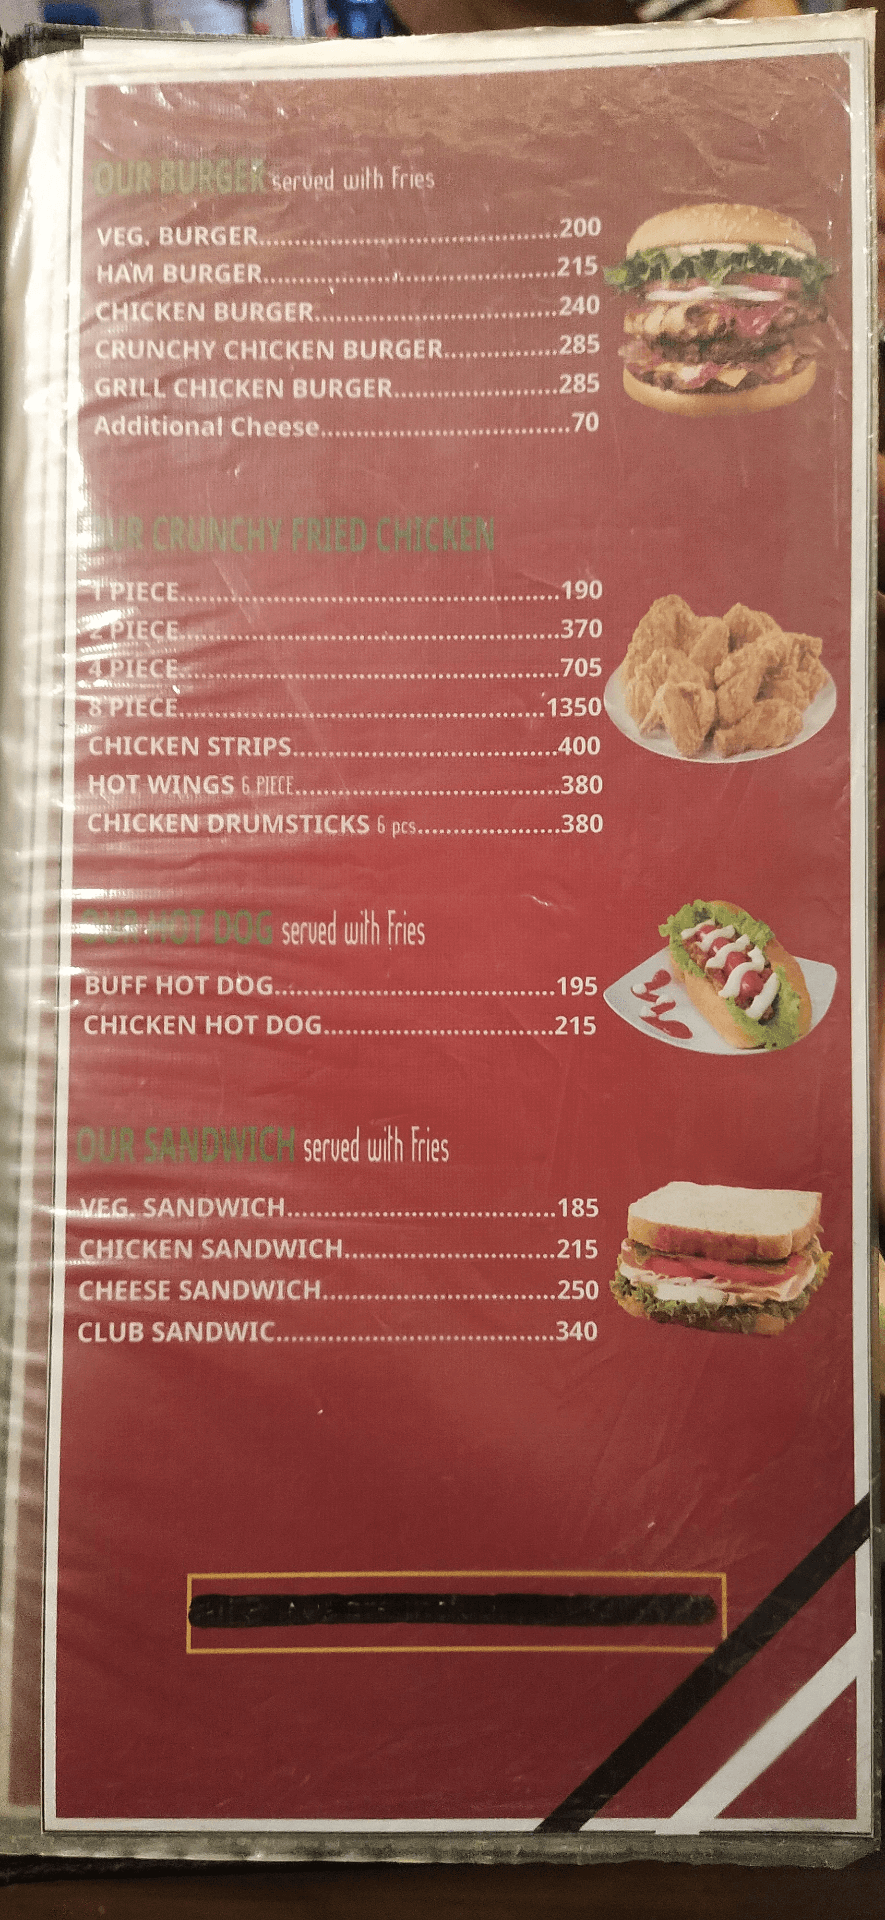 OUR BURGER served with Fries
VEG. BURGER..........................................200
HAM BURGER.........................................215
CHICKEN BURGER..................................240
CRUNCHY CHICKEN BURGER................285
GRILL CHICKEN BURGER.......................285
Additional Cheese...................................70
OUR CRUNCHY FRIED CHICKEN
1 PIECE.....................................................190
2 PIECE.....................................................370
4 PIECE.....................................................705
8 PIECE...................................................1350
CHICKEN STRIPS.....................................400
HOT WINGS 6 PIECE.....................................380
CHICKEN DRUMSTICKS 6 pcs....................380
OUR HOT DOG served with Fries
BUFF HOT DOG.......................................195
CHICKEN HOT DOG................................215
OUR SANDWICH served with Fries
VEG. SANDWICH.....................................185
CHICKEN SANDWICH.............................215
CHEESE SANDWICH................................250
CLUB SANDWIC.......................................340